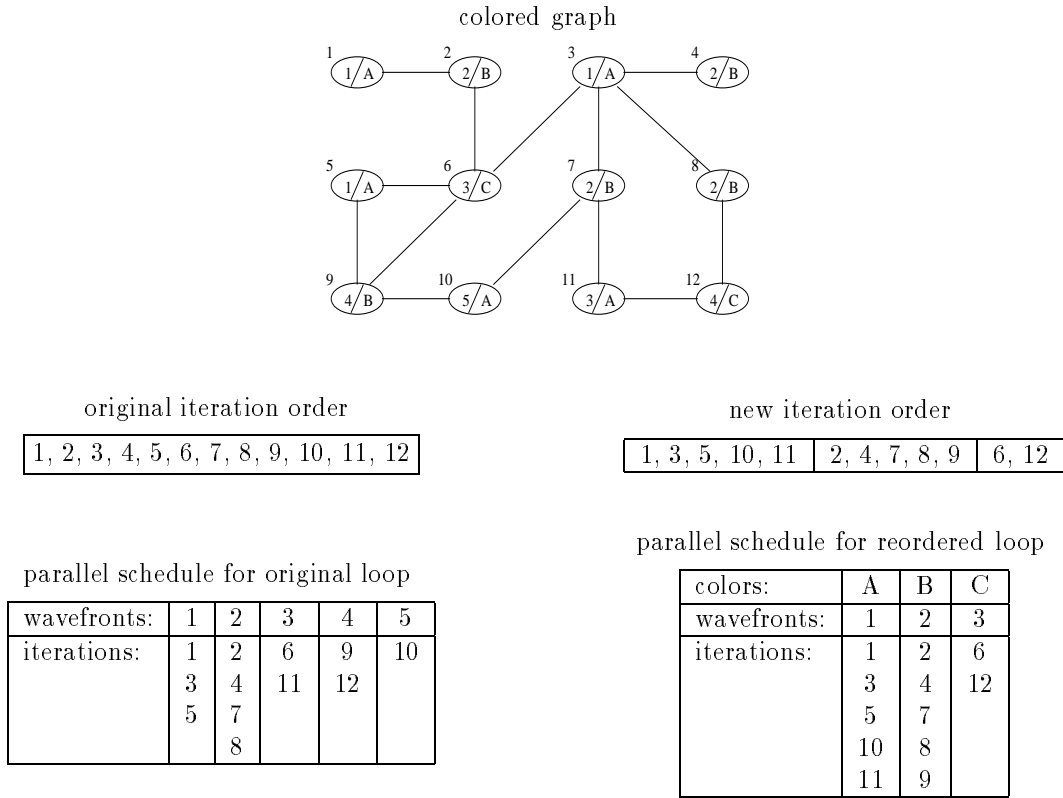 colored graph
1 2 3 4
1/A 2/B 1/A 2/B
5 6 7 8
1/A 3/C 2/B 2/B
9 10 11 12
4/B 5/A 3/A 4/C
original iteration order
1, 2, 3, 4, 5, 6, 7, 8, 9, 10, 11, 12
new iteration order
1, 3, 5, 10, 11 2, 4, 7, 8, 9 6, 12
parallel schedule for original loop
wavefronts: 1 2 3 4 5
iterations: 1 2 6 9 10
3 4 11 12
5 7
8
parallel schedule for reordered loop
colors: A B C
wavefronts: 1 2 3
iterations: 1 2 6
3 4 12
5 7
10 8
11 9